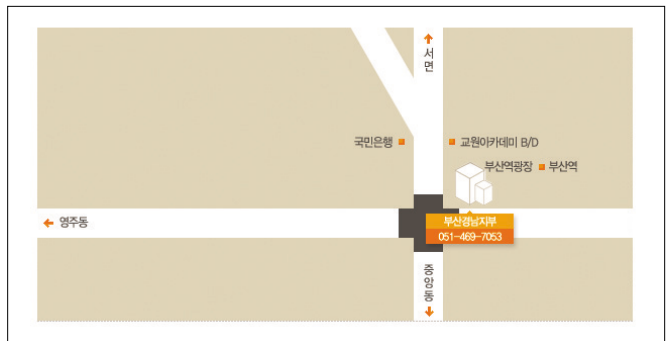 서면
국민은행
교원아카데미 B/D
부산역광장
부산역
영주동
부산경남지부
051-469-7053
중앙동